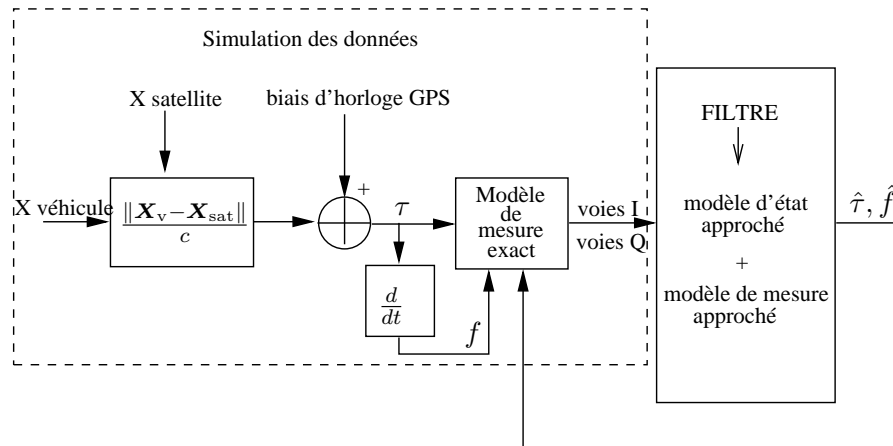 Simulation des données
X satellite
biais d'horloge GPS
FILTRE
+
X véhicule
‖X_v−X_sat‖
c
τ
Modèle
de
mesure
exact
voies I
voies Q
modèle d'état
approché
+
modèle de mesure
approché
τ̂, f̂
d
dt
f